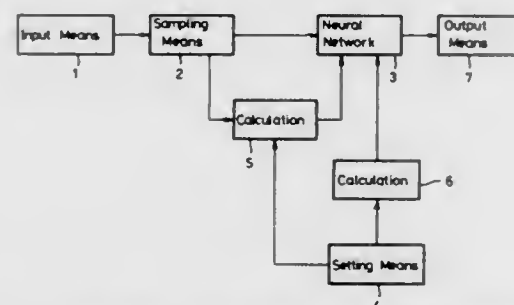 Input Means
1
Sampling
Means
2
Neural
Network
3
Output
Means
7
Calculation
5
Calculation
6
Setting Means